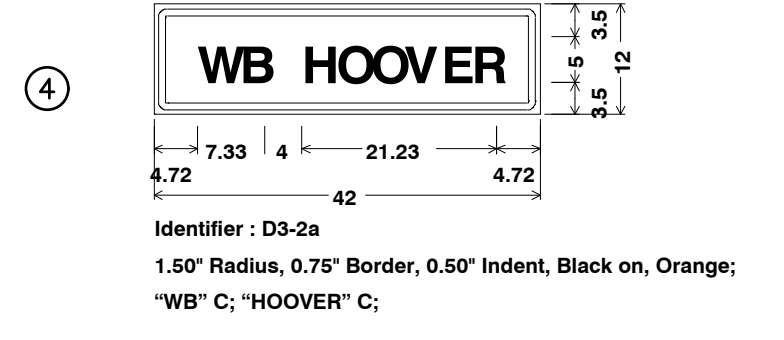 WB HOOVER
4
3.5
5
12
3.5
7.33 4 21.23
4.72 4.72
42
Identifier : D3-2a
1.50" Radius, 0.75" Border, 0.50" Indent, Black on, Orange;
“WB” C; “HOOVER” C;